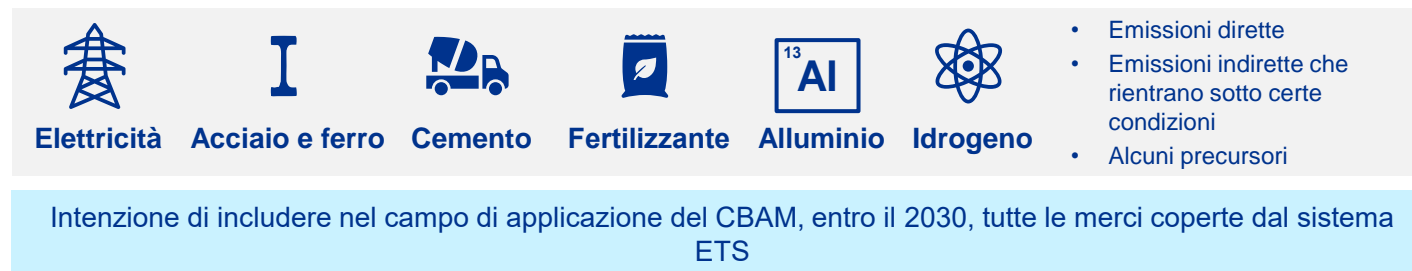 Elettricità
Acciaio e ferro
Cemento
Fertilizzante
13
Al
Alluminio
Idrogeno
• Emissioni dirette
• Emissioni indirette che
rientrano sotto certe
condizioni
• Alcuni precursori
Intenzione di includere nel campo di applicazione del CBAM, entro il 2030, tutte le merci coperte dal sistema
ETS